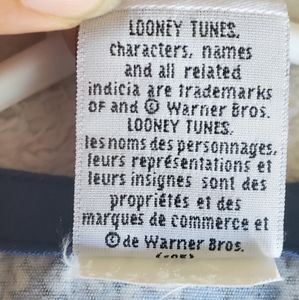 LOONEY TUNES,
characters, names
and all related
indicia are trademarks
of and © Warner Bros.
LOONEY TUNES,
les noms des personnages,
leurs représentations et
leurs insignes sont des
propriétés et des
marques de commerce et
© de Warner Bros.